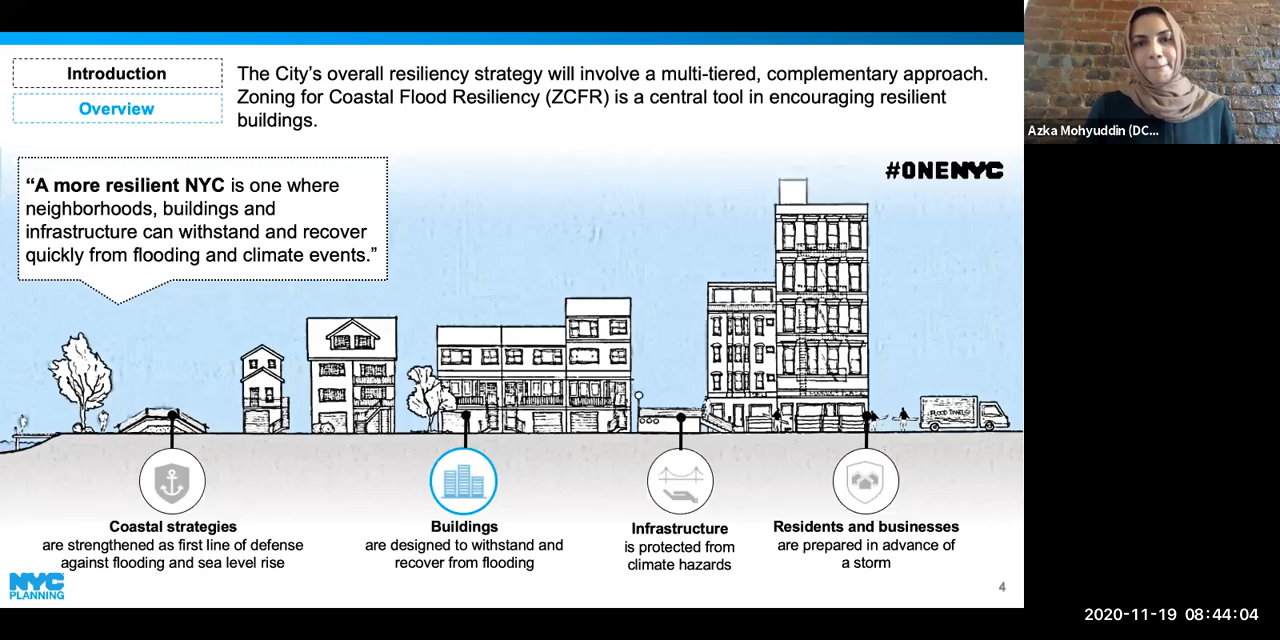 Introduction
Overview
The City's overall resiliency strategy will involve a multi-tiered, complementary approach.
Zoning for Coastal Flood Resiliency (ZCFR) is a central tool in encouraging resilient
buildings.
Azka Mohyuddin (DC...
#ONENYC
“A more resilient NYC is one where
neighborhoods, buildings and
infrastructure can withstand and recover
quickly from flooding and climate events.”
FLOOD PANELS
Coastal strategies
are strengthened as first line of defense
against flooding and sea level rise
Buildings
are designed to withstand and
recover from flooding
Infrastructure
is protected from
climate hazards
Residents and businesses
are prepared in advance of
a storm
NYC
PLANNING
4
2020-11-19 08:44:04